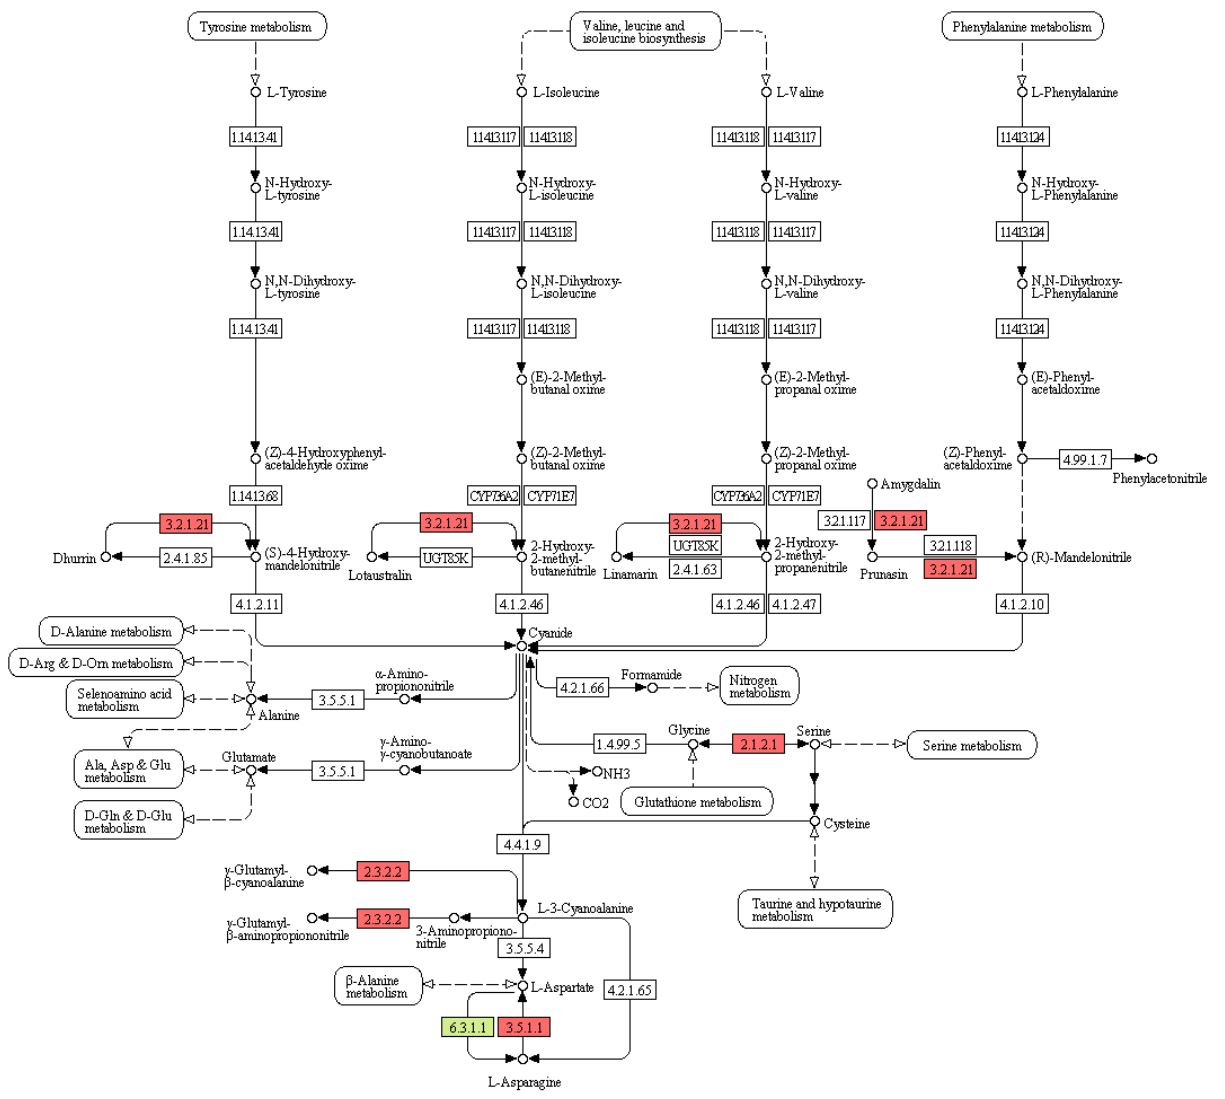 Tyrosine metabolism
Valine, leucine and
isoleucine biosynthesis
Phenylalanine metabolism
L-Tyrosine
L-Isoleucine
L-Valine
L-Phenylalanine
1.14.13.41
1.14.13.117
1.14.13.118
1.14.13.118
1.14.13.117
1.14.13.124
N-Hydroxy-
L-tyrosine
N-Hydroxy-
L-isoleucine
N-Hydroxy-
L-valine
N-Hydroxy-
L-Phenylalanine
1.14.13.41
1.14.13.117
1.14.13.118
1.14.13.118
1.14.13.117
1.14.13.124
N,N-Dihydroxy-
L-tyrosine
N,N-Dihydroxy-
L-isoleucine
N,N-Dihydroxy-
L-valine
N,N-Dihydroxy-
L-Phenylalanine
1.14.13.41
1.14.13.117
1.14.13.118
1.14.13.118
1.14.13.117
1.14.13.124
(E)-2-Methyl-
butanal oxime
(E)-2-Methyl-
propanal oxime
(E)-Phenyl-
acetaldoxime
(Z)-4-Hydroxyphenyl-
acetaldehyde oxime
(Z)-2-Methyl-
butanal oxime
(Z)-2-Methyl-
propanal oxime
(Z)-Phenyl-
acetaldoxime
4.99.1.7
Phenylacetonitrile
1.14.13.68
CYP736A2
CYP71E7
CYP736A2
CYP71E7
Amygdalin
3.2.1.21
3.2.1.21
3.2.1.21
3.2.1.117
3.2.1.21
Dhurrin
2.4.1.85
(S)-4-Hydroxy-
mandelonitrile
Lotaustralin
UGT85K
2-Hydroxy-
2-methyl-
butanenitrile
Linamarin
UGT85K
2.4.1.63
2-Hydroxy-
2-methyl-
propanenitrile
Prunasin
3.2.1.118
3.2.1.21
(R)-Mandelonitrile
4.1.2.11
4.1.2.46
4.1.2.46
4.1.2.47
4.1.2.10
Cyanide
D-Alanine metabolism
D-Arg & D-Orn metabolism
Selenoamino acid
metabolism
Alanine
3.5.5.1
α-Amino-
propiononitrile
4.2.1.66
Formamide
Nitrogen
metabolism
Ala, Asp & Glu
metabolism
Glutamate
3.5.5.1
γ-Amino-
γ-cyanobutanoate
1.4.99.5
Glycine
2.1.2.1
Serine
Serine metabolism
NH3
CO2
Glutathione metabolism
D-Gln & D-Glu
metabolism
Cysteine
4.4.1.9
γ-Glutamyl-
β-cyanoalanine
2.3.2.2
Taurine and hypotaurine
metabolism
L-3-Cyanoalanine
γ-Glutamyl-
β-aminopropiononitrile
2.3.2.2
3-Aminopropiono-
nitrile
3.5.5.4
β-Alanine
metabolism
L-Aspartate
4.2.1.65
6.3.1.1
3.5.1.1
L-Asparagine